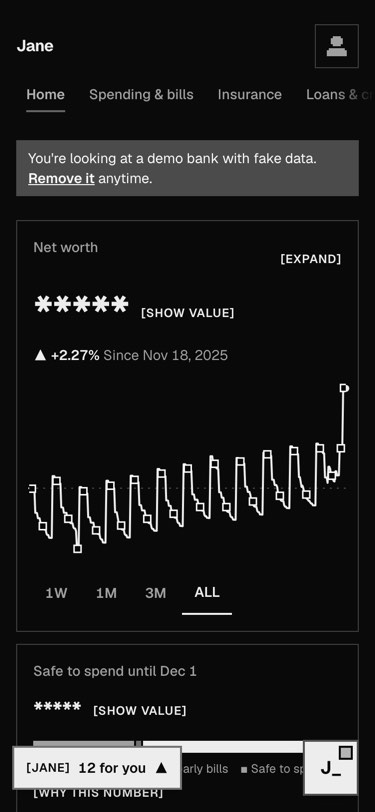 Jane
Home Spending & bills Insurance Loans &
You're looking at a demo bank with fake data.
Remove it anytime.
Net worth
[EXPAND]
***** [SHOW VALUE]
▲ +2.27% Since Nov 18, 2025
1W 1M 3M ALL
Safe to spend until Dec 1
***** [SHOW VALUE]
[JANE] 12 for you ▲
arly bills ■ Safe to sp
J_
[WHY THIS NUMBER]